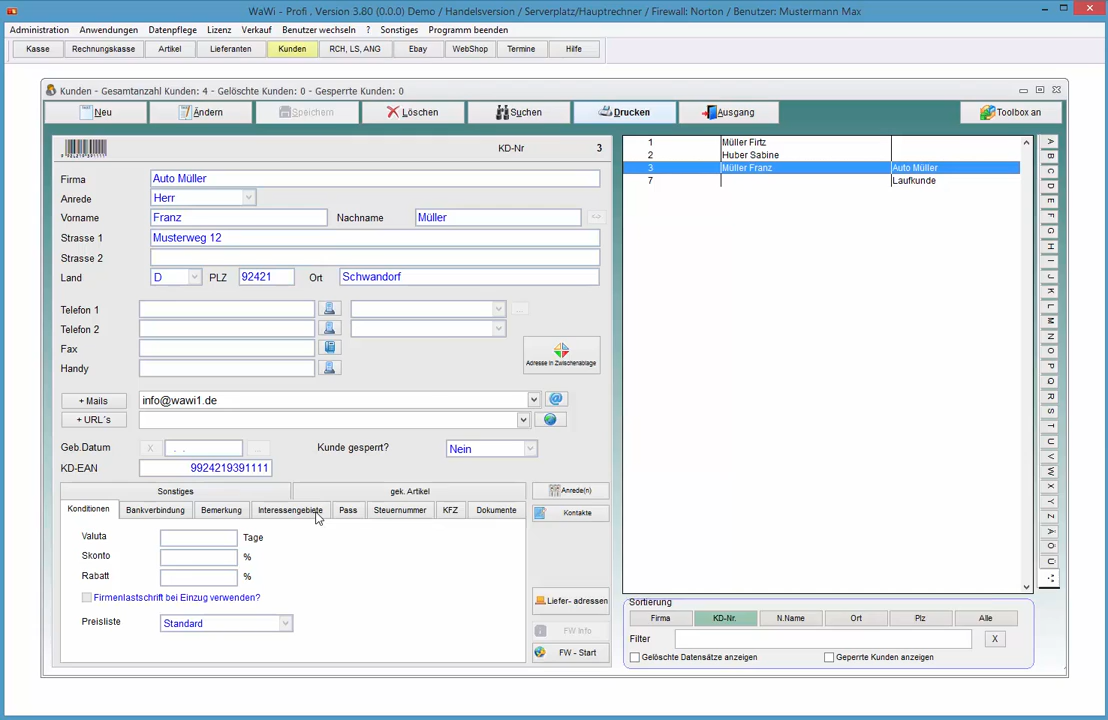 WaWi - Profi . Version 3.80 (0.0.0) Demo / Handelsversion / Serverplatz/Hauptrechner / Firewall: Norton / Benutzer: Mustermann Max
Administration Anwendungen Datenpflege Lizenz Verkauf Benutzer wechseln ? Sonstiges Programm beenden
Kasse Rechnungskasse Artikel Lieferanten Kunden RCH, LS, ANG Ebay WebShop Termine Hilfe
Kunden - Gesamtanzahl Kunden: 4 - Gelöschte Kunden: 0 - Gesperrte Kunden: 0
Neu Ändern Speichern Löschen Suchen Drucken Ausgang Toolbox an
KD-Nr 3
Firma Auto Müller
Anrede Herr
Vorname Franz Nachname Müller
Strasse 1 Musterweg 12
Strasse 2
Land D PLZ 92421 Ort Schwandorf
Telefon 1
Telefon 2
Fax
Handy
Adresse in Zwischenablage
+ Mails info@wawi1.de
+ URL´s
Geb.Datum X . . ... Kunde gesperrt? Nein
KD-EAN 9924219391111
Sonstiges gek. Artikel
Konditionen Bankverbindung Bemerkung Interessengebiete Pass Steuernummer KFZ Dokumente
Valuta Tage
Skonto %
Rabatt %
Firmenlastschrift bei Einzug verwenden?
Preisliste Standard
Anrede(n)
Kontakte
Liefer- adressen
FW Info
FW - Start
1 Müller Firtz
2 Huber Sabine
3 Müller Franz Auto Müller
7 Laufkunde
A
B
C
D
E
F
G
H
I
J
K
L
M
N
O
P
Q
R
S
T
U
V
W
X
Y
Z
Ä
Ö
Ü
Sortierung
Firma KD-Nr. N.Name Ort Plz Alle
Filter X
Gelöschte Datensätze anzeigen Geperrte Kunden anzeigen